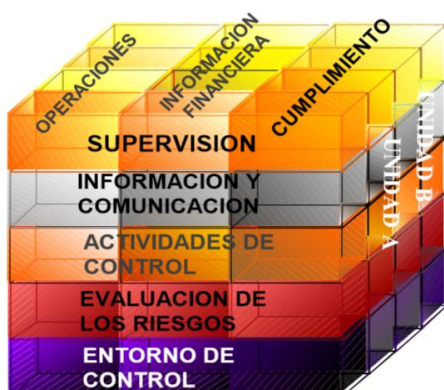 OPERACIONES
INFORMACION
FINANCIERA
CUMPLIMIENTO
SUPERVISION
INFORMACION Y
COMUNICACION
ACTIVIDADES DE
CONTROL
EVALUACION DE
LOS RIESGOS
ENTORNO DE
CONTROL
UNIDAD A
UNIDAD B